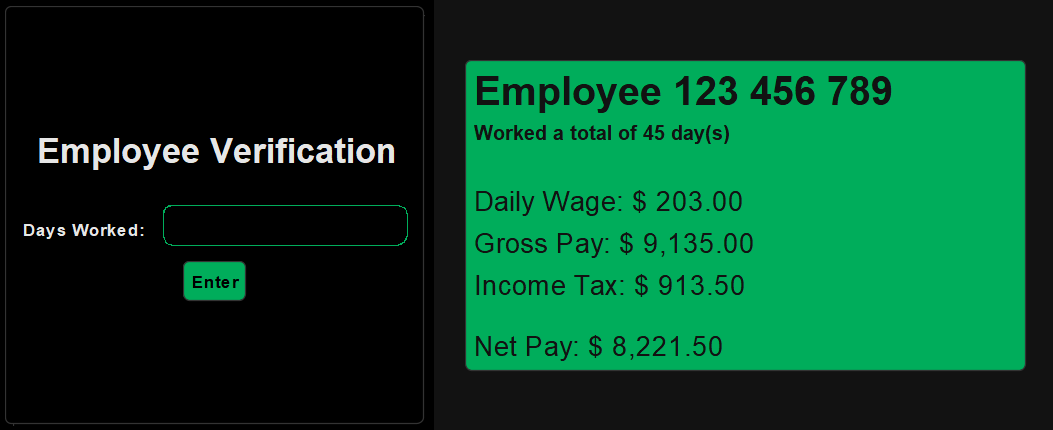 Employee Verification
Days Worked:
Enter
Employee 123 456 789
Worked a total of 45 day(s)
Daily Wage: $ 203.00
Gross Pay: $ 9,135.00
Income Tax: $ 913.50
Net Pay: $ 8,221.50